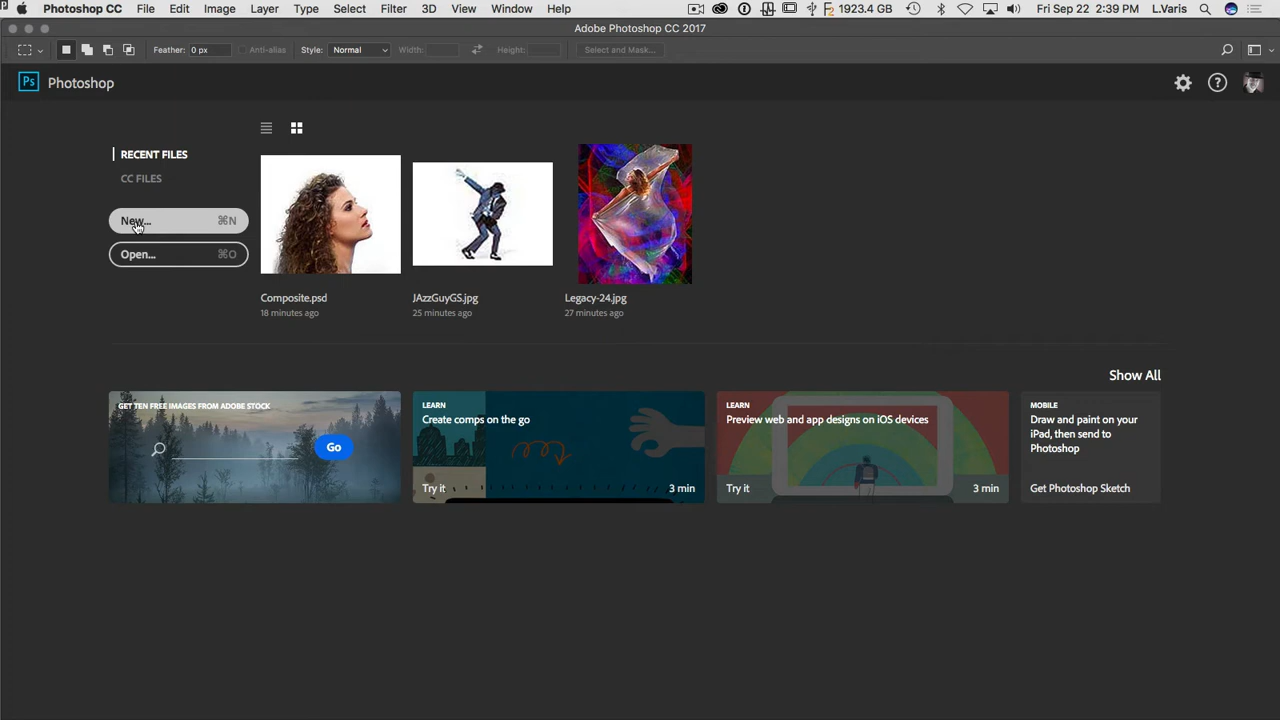 Photoshop CC File Edit Image Layer Type Select Filter 3D View Window Help 1923.4 GB Fri Sep 22 2:39 PM L.Varis
Adobe Photoshop CC 2017
Feather: 0 px Anti-alias Style: Normal Width: Height: Select and Mask...
Ps Photoshop
RECENT FILES
CC FILES
New... ⌘N
Open... ⌘O
Composite.psd
18 minutes ago
JAzzGuyGS.jpg
25 minutes ago
Legacy-24.jpg
27 minutes ago
Show All
GET TEN FREE IMAGES FROM ADOBE STOCK
Go
LEARN
Create comps on the go
Try it 3 min
LEARN
Preview web and app designs on iOS devices
Try it 3 min
MOBILE
Draw and paint on your
iPad, then send to
Photoshop
Get Photoshop Sketch